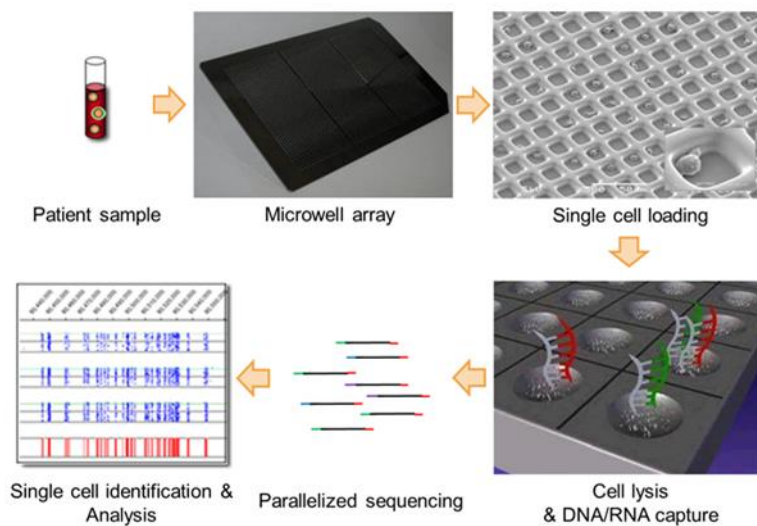 Patient sample
Microwell array
Single cell loading
Cell lysis
& DNA/RNA capture
Parallelized sequencing
Single cell identification &
Analysis